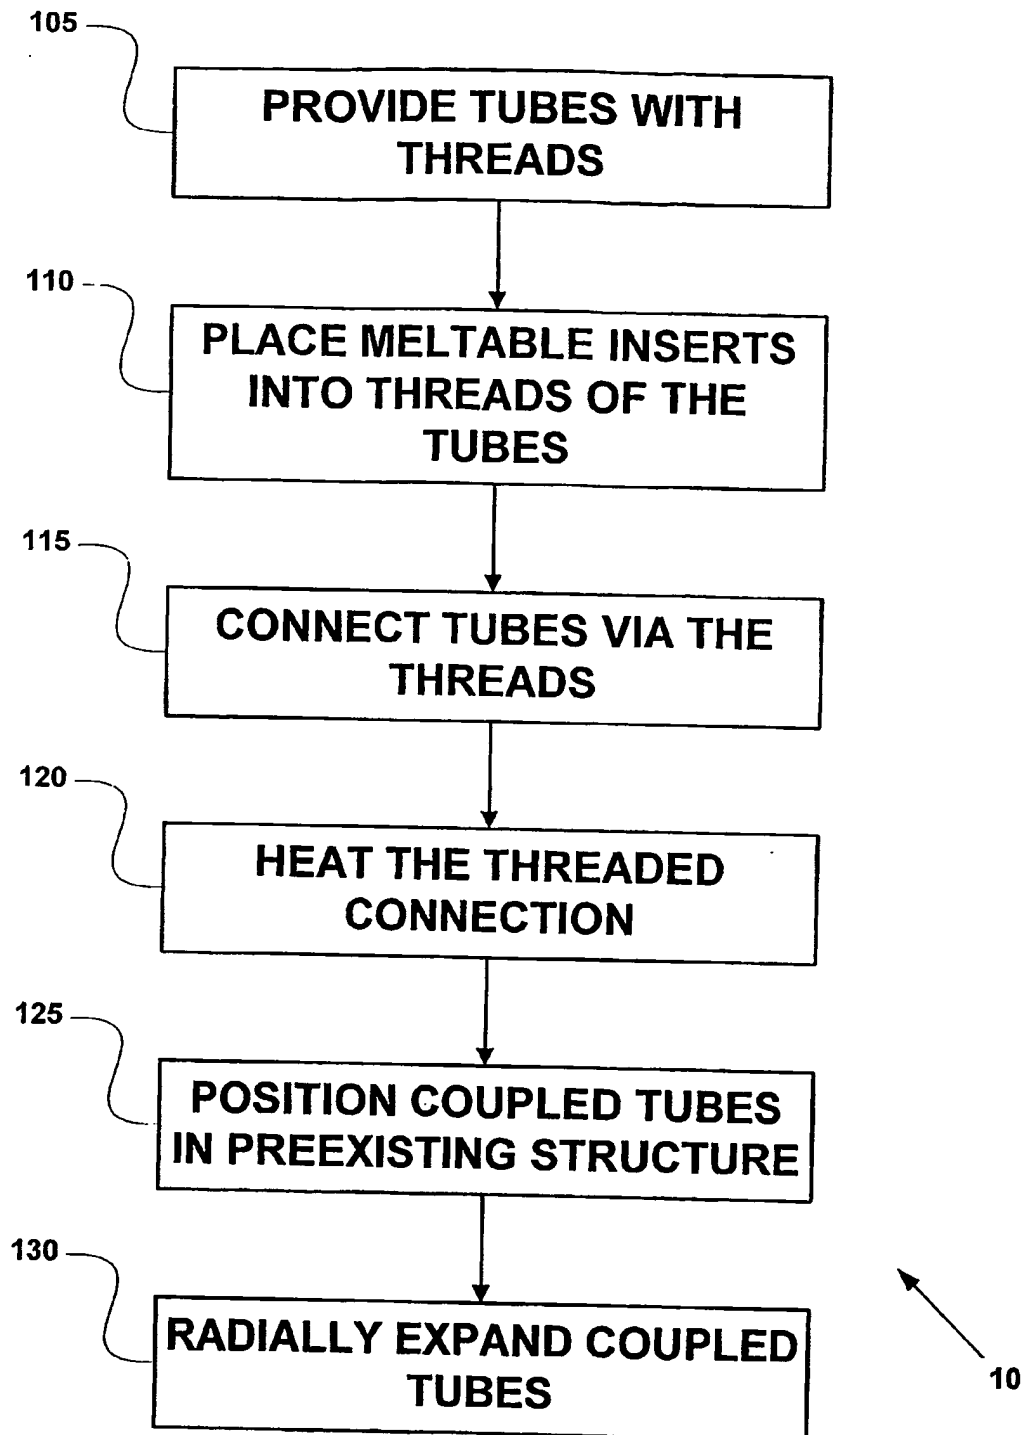 105
PROVIDE TUBES WITH
THREADS
110
PLACE MELTABLE INSERTS
INTO THREADS OF THE
TUBES
115
CONNECT TUBES VIA THE
THREADS
120
HEAT THE THREADED
CONNECTION
125
POSITION COUPLED TUBES
IN PREEXISTING STRUCTURE
130
RADIALLY EXPAND COUPLED
TUBES
10